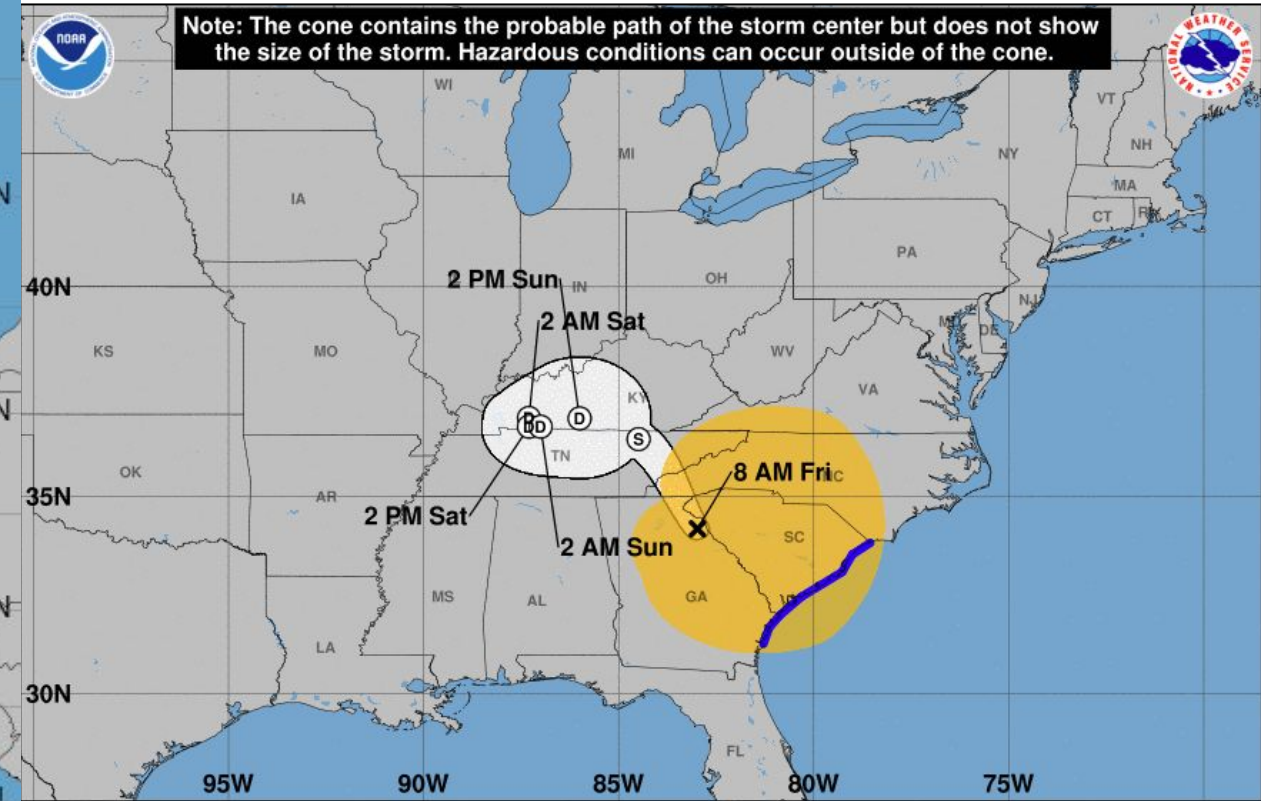 Note: The cone contains the probable path of the storm center but does not show
the size of the storm. Hazardous conditions can occur outside of the cone.
NOAA
NATIONAL WEATHER SERVICE
WI
VT
NH
MI
NY
MA
CT
IA
PA
N
40N
2 PM Sun
IN
OH
NJ
2 AM Sat
DE
KS
MO
WV
VA
KY
N
D
D
D
S
TN
8 AM Fri
OK
AR
35N
2 PM Sat
2 AM Sun
SC
MS
AL
GA
N
LA
30N
FL
95W
90W
85W
80W
75W